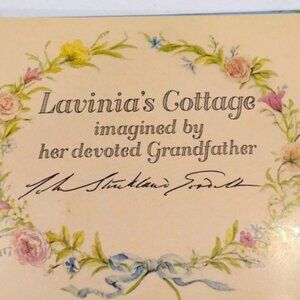 Lavinia's Cottage
imagined by
her devoted Grandfather
John Strickland Goodall